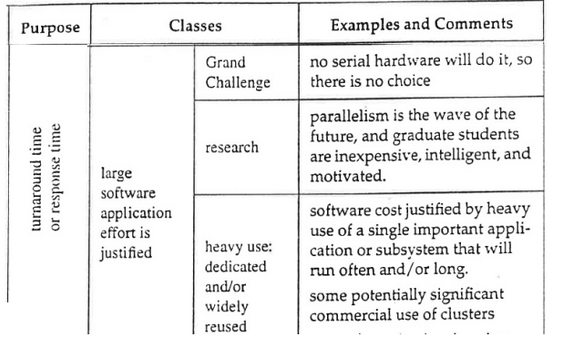 Purpose
Classes
Examples and Comments
turnaround time
or response time
large
software
application
effort is
justified
Grand
Challenge
no serial hardware will do it, so
there is no choice
research
parallelism is the wave of the
future, and graduate students
are inexpensive, intelligent, and
motivated.
heavy use:
dedicated
and/or
widely
reused
software cost justified by heavy
use of a single important appli-
cation or subsystem that will
run often and/or long.
some potentially significant
commercial use of clusters